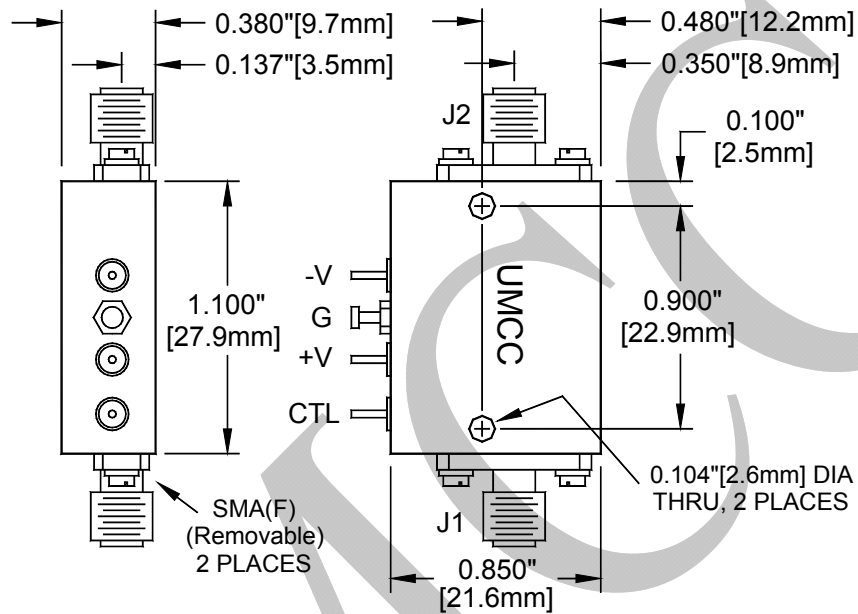 0.380"[9.7mm]
0.137"[3.5mm]
0.480"[12.2mm]
0.350"[8.9mm]
J2
0.100"
[2.5mm]
-V
G
+V
CTL
1.100"
[27.9mm]
UMCC
0.900"
[22.9mm]
0.104"[2.6mm] DIA
THRU, 2 PLACES
SMA(F)
(Removable)
2 PLACES
J1
0.850"
[21.6mm]